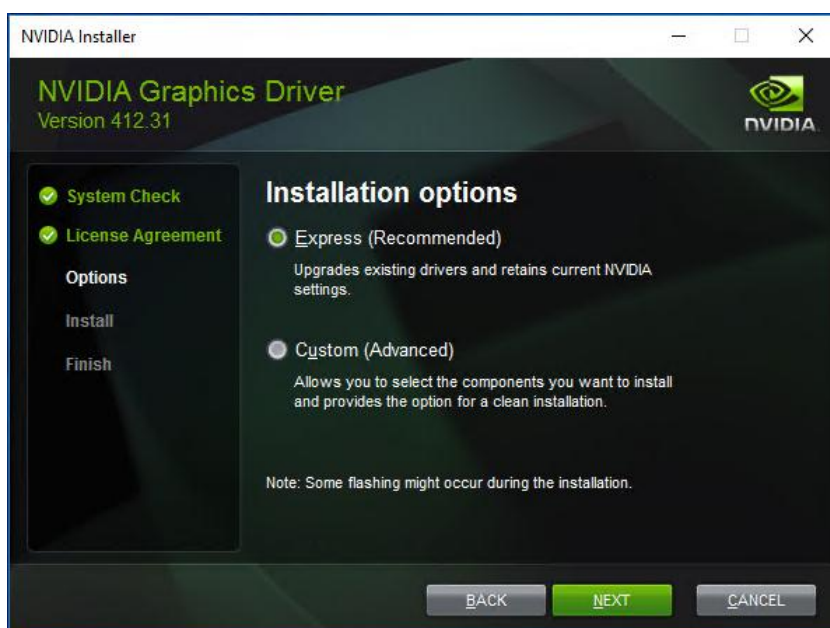 NVIDIA Installer
NVIDIA Graphics Driver
Version 412.31
NVIDIA.
System Check
License Agreement
Options
Install
Finish
Installation options
Express (Recommended)
Upgrades existing drivers and retains current NVIDIA
settings.
Custom (Advanced)
Allows you to select the components you want to install
and provides the option for a clean installation.
Note: Some flashing might occur during the installation.
BACK
NEXT
CANCEL